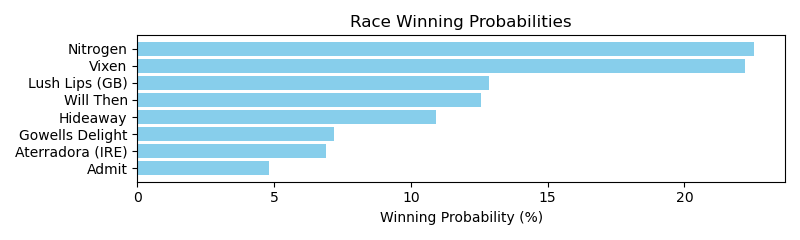 Race Winning Probabilities
Nitrogen
Vixen
Lush Lips (GB)
Will Then
Hideaway
Gowells Delight
Aterradora (IRE)
Admit
0 5 10 15 20
Winning Probability (%)